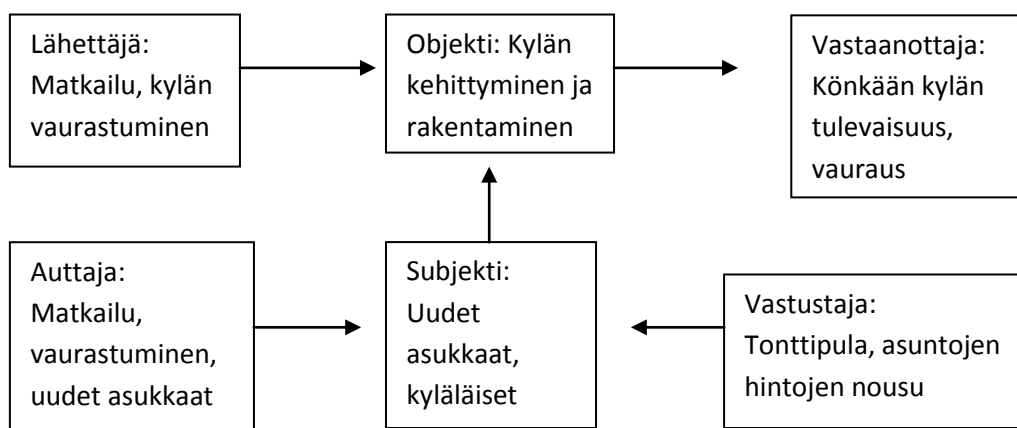 Lähettäjä:
Matkailu, kylän
vaurastuminen
Objekti: Kylän
kehittyminen ja
rakentaminen
Vastaanottaja:
Könkään kylän
tulevaisuus,
vauraus
Auttaja:
Matkailu,
vaurastuminen,
uudet asukkaat
Subjekti:
Uudet
asukkaat,
kyläläiset
Vastustaja:
Tonttipula, asuntojen
hintojen nousu